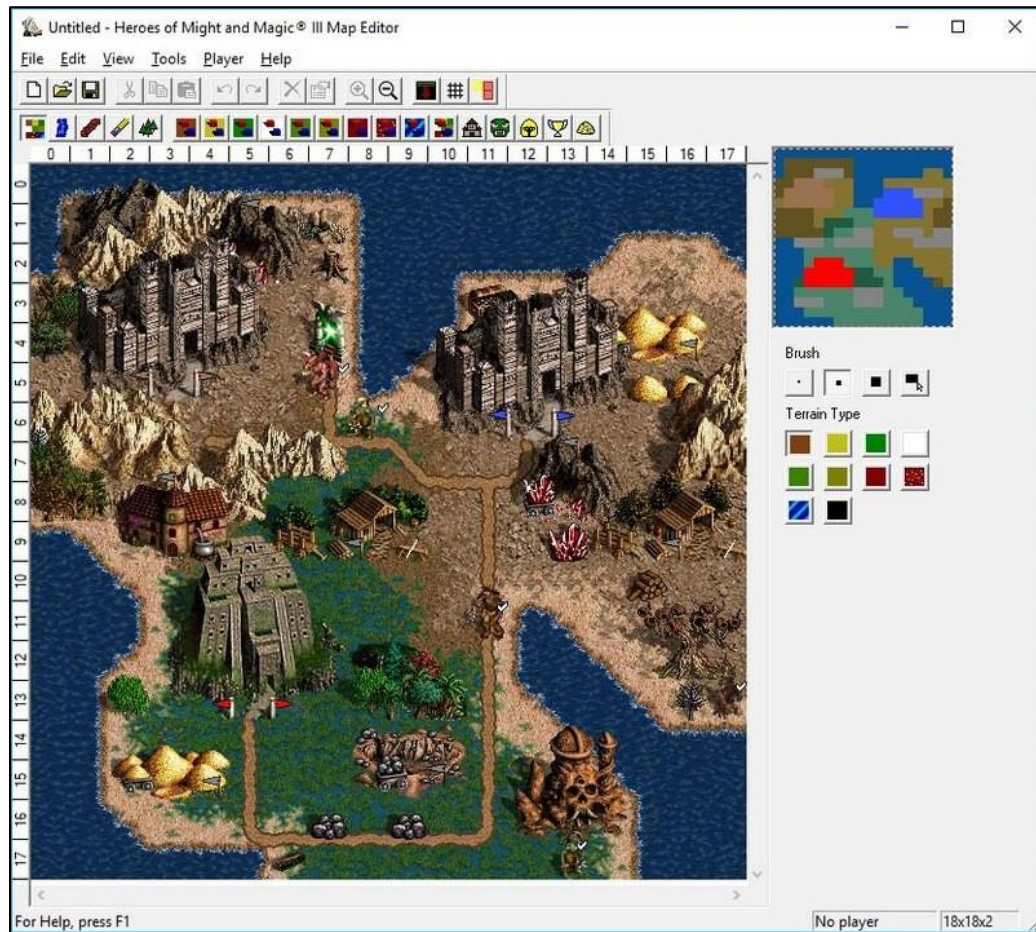 Untitled - Heroes of Might and Magic® III Map Editor
File Edit View Tools Player Help
0 1 2 3 4 5 6 7 8 9 10 11 12 13 14 15 16 17
0
1
2
3
4
5
6
7
8
9
10
11
12
13
14
15
16
17
Brush
Terrain Type
For Help, press F1
No player
18x18x2